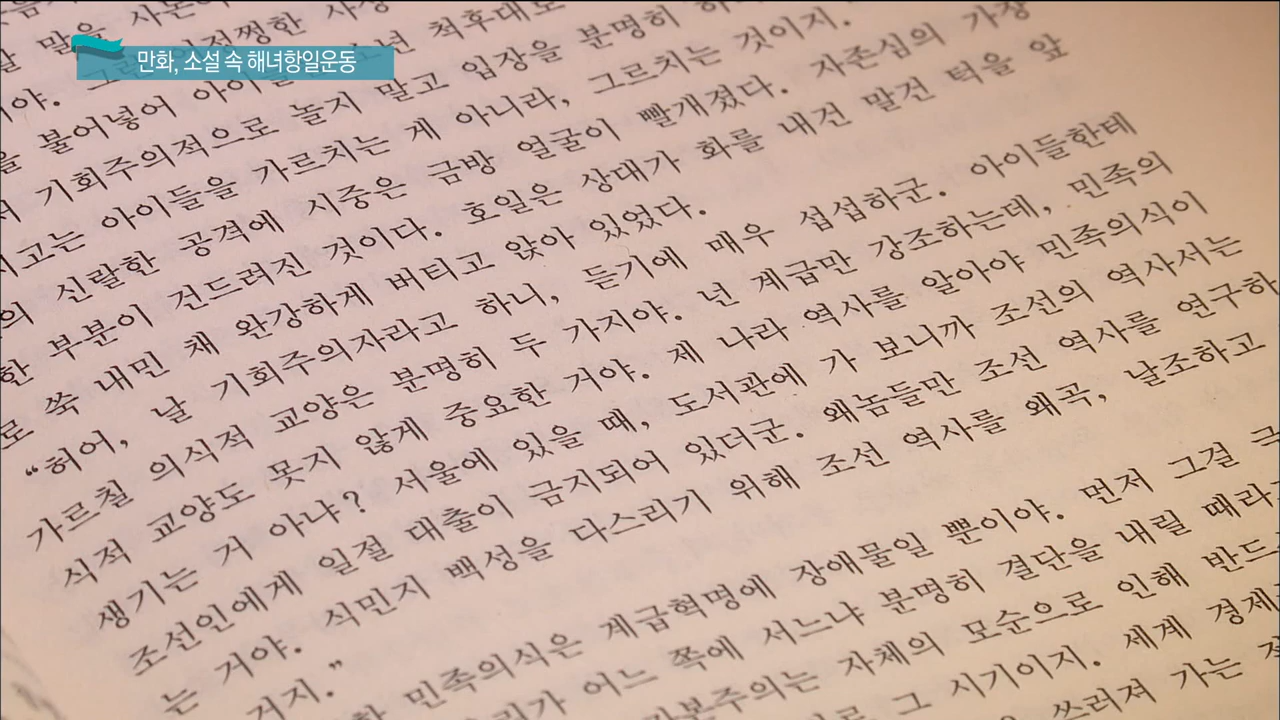 만화, 소설 속 해녀항일운동
할 말을
기회주의적으로 놀지 말고 입장을 분명히
을 불어넣어
시고는 아이들을 가르치는 게 아니라, 그르치는 것이지.
의 신랄한 공격에 시중은 금방 얼굴이 빨개졌다. 자존심의 가장
한 부분이 건드려진 것이다. 호일은 상대가 화를 내건 말건 턱을 앞
로 쑥 내민 채 완강하게 버티고 앉아 있었다.
“허어, 날 기회주의자라고 하니, 듣기에 매우 섭섭하군. 아이들한테
가르칠 의식적 교양은 분명히 두 가지야. 넌 계급만 강조하는데, 민족의
식적 교양도 못지 않게 중요한 거야. 제 나라 역사를 알아야 민족의식이
생기는 거 아냐? 서울에 있을 때, 도서관에 가 보니까 조선의 역사서는
조선인에게 일절 대출이 금지되어 있더군. 왜놈들만 조선 역사를 연구하
는 거야. 식민지 백성을 다스리기 위해 조선 역사를 왜곡, 날조하고
거지.”
민족의식은 계급혁명에 장애물일 뿐이야. 먼저 그걸
어느 쪽에 서느냐 분명히 결단을 내릴 때라
자본주의는 자체의 모순으로 인해
그 시기이지. 세계 경제
쓰러져 가는